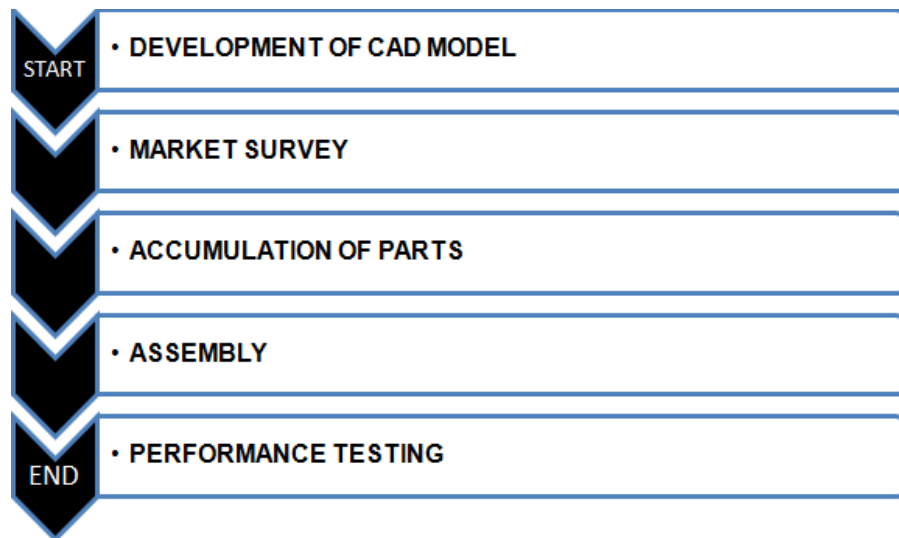 START
• DEVELOPMENT OF CAD MODEL
• MARKET SURVEY
• ACCUMULATION OF PARTS
• ASSEMBLY
END
• PERFORMANCE TESTING